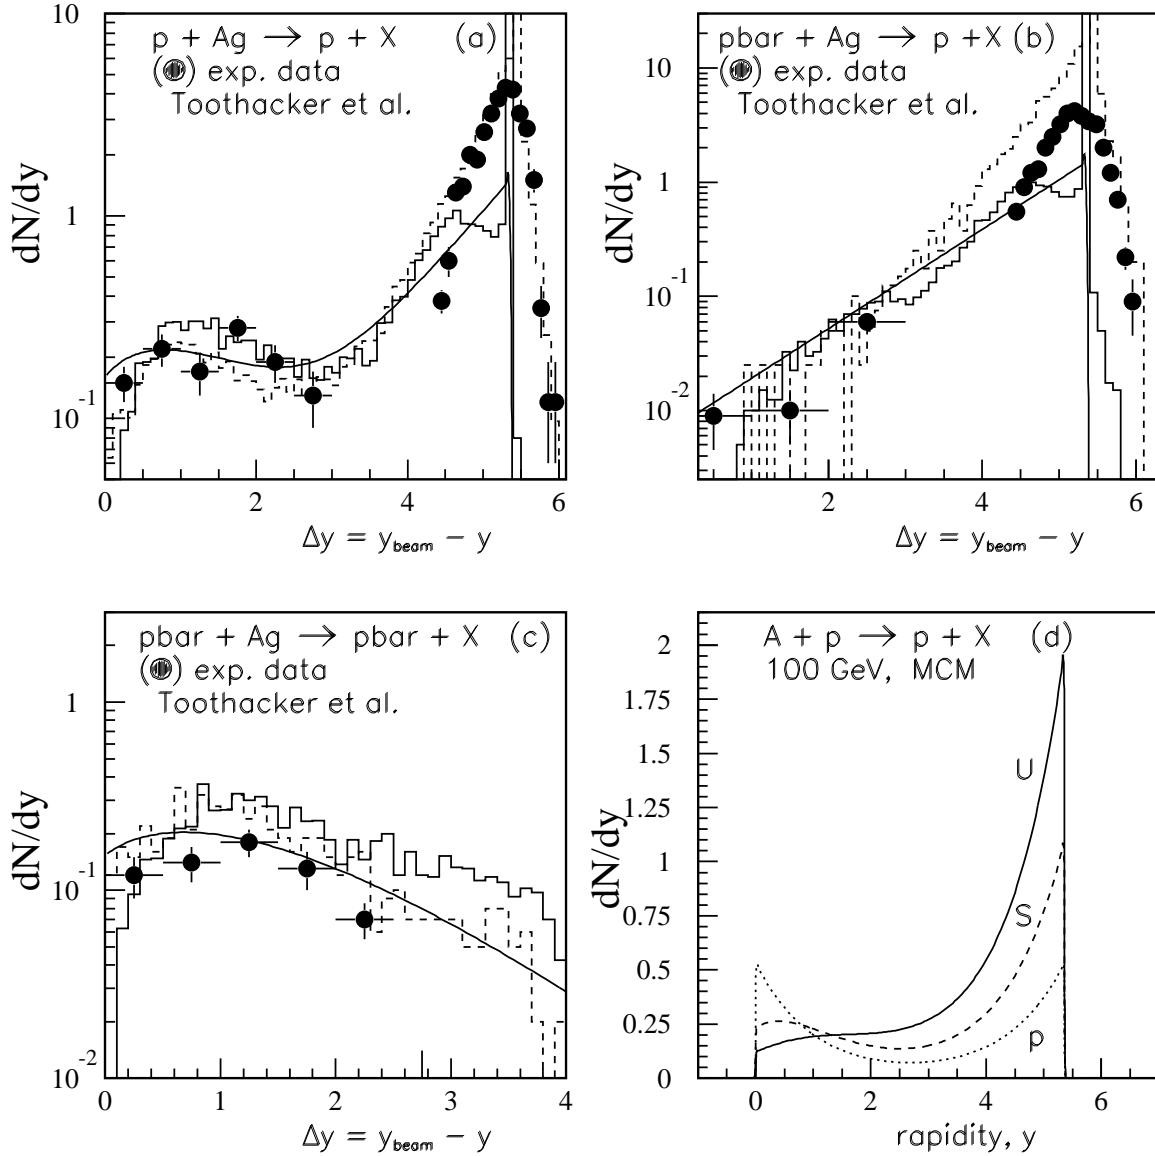 p + Ag → p + X (a)
(●) exp. data
Toothacker et al.
10
1
10-1
dN/dy
0 2 4 6
Δy = ybeam − y
pbar + Ag → p +X (b)
(●) exp. data
Toothacker et al.
10
1
10-1
10-2
dN/dy
2 4 6
Δy = ybeam − y
pbar + Ag → pbar + X (c)
(●) exp. data
Toothacker et al.
1
10-1
10-2
dN/dy
0 1 2 3 4
Δy = ybeam − y
A + p → p + X (d)
100 GeV, MCM
2
1.75
1.5
1.25
1
0.75
0.5
0.25
0
dN/dy
U
S
p
0 2 4 6
rapidity, y